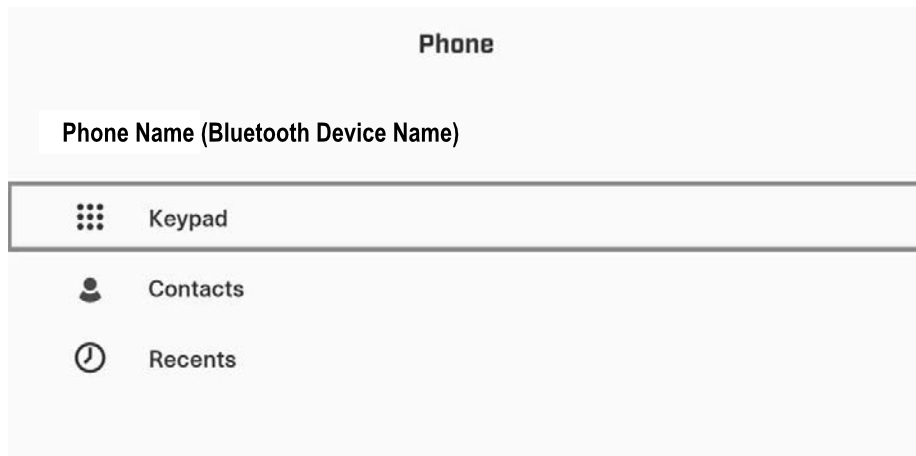 Phone
Phone Name (Bluetooth Device Name)
Keypad
Contacts
Recents